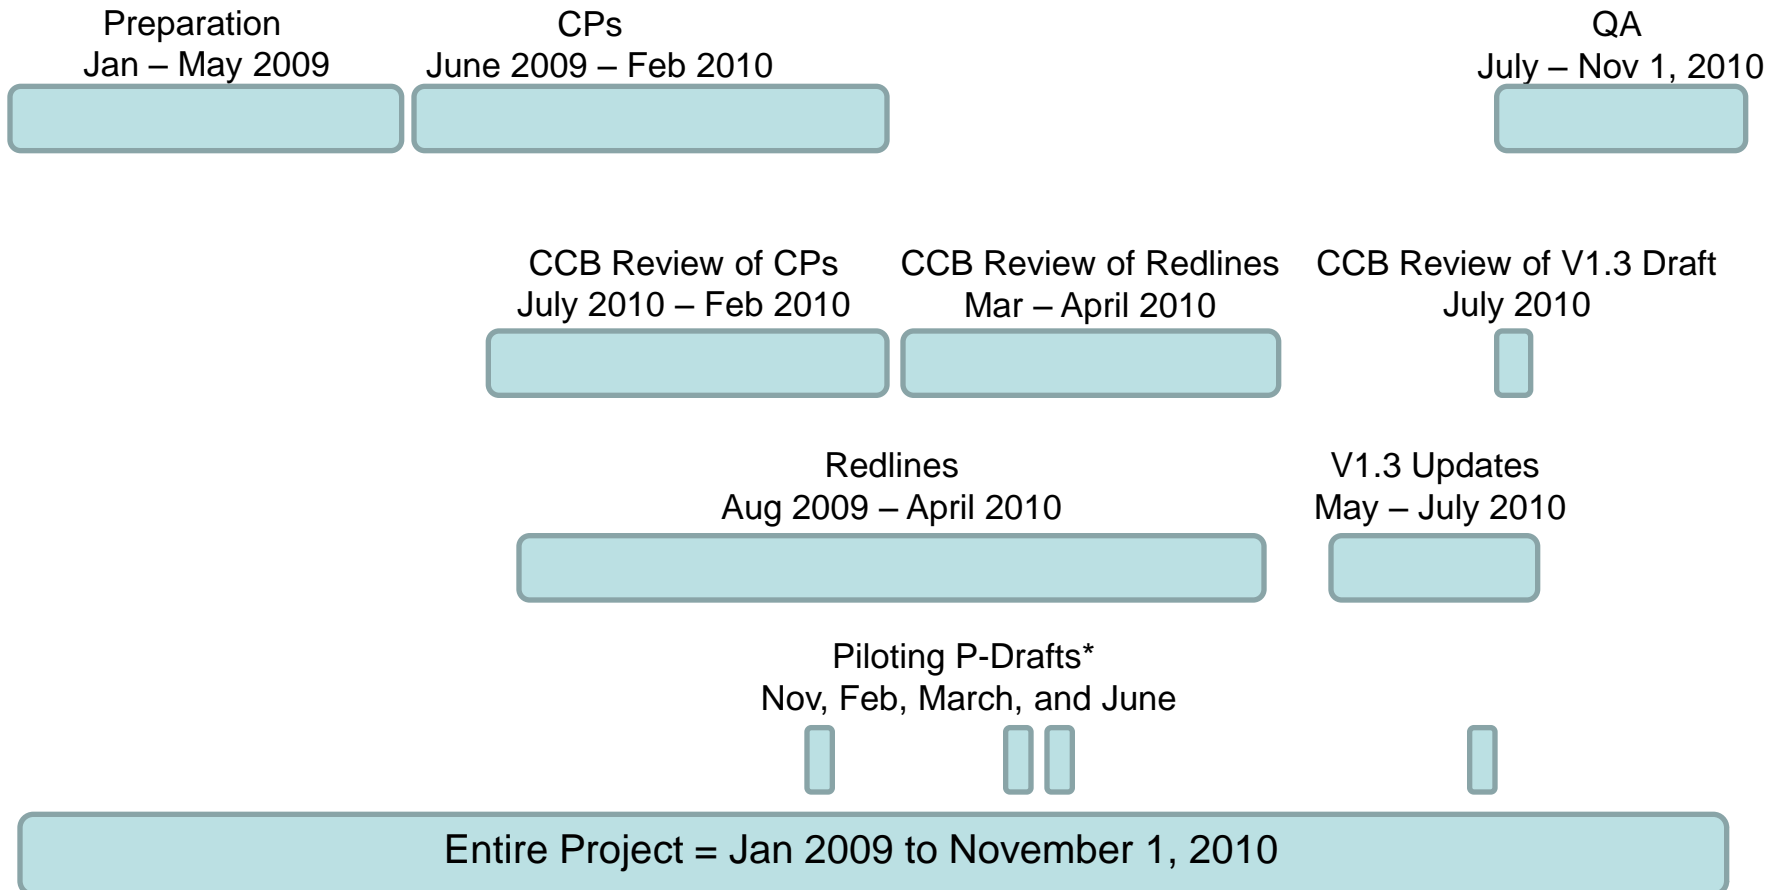 Preparation
Jan – May 2009
CPs
June 2009 – Feb 2010
QA
July – Nov 1, 2010
CCB Review of CPs
July 2010 – Feb 2010
CCB Review of Redlines
Mar – April 2010
CCB Review of V1.3 Draft
July 2010
Redlines
Aug 2009 – April 2010
V1.3 Updates
May – July 2010
Piloting P-Drafts*
Nov, Feb, March, and June
Entire Project = Jan 2009 to November 1, 2010